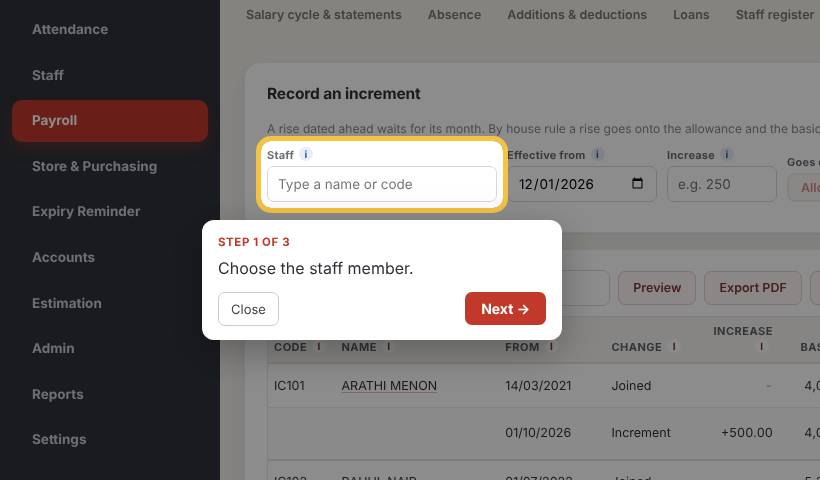 Attendance
Staff
Payroll
Store & Purchasing
Expiry Reminder
Accounts
Estimation
Admin
Reports
Settings
Salary cycle & statements Absence Additions & deductions Loans Staff register
Record an increment
A rise dated ahead waits for its month. By house rule a rise goes onto the allowance and the basic
Staff i Effective from i Increase i Goes
Type a name or code 12/01/2026 e.g. 250
STEP 1 OF 3
Choose the staff member.
Close Next →
Preview Export PDF
CODE NAME FROM CHANGE INCREASE
IC101 ARATHI MENON 14/03/2021 Joined -
01/10/2026 Increment +500.00